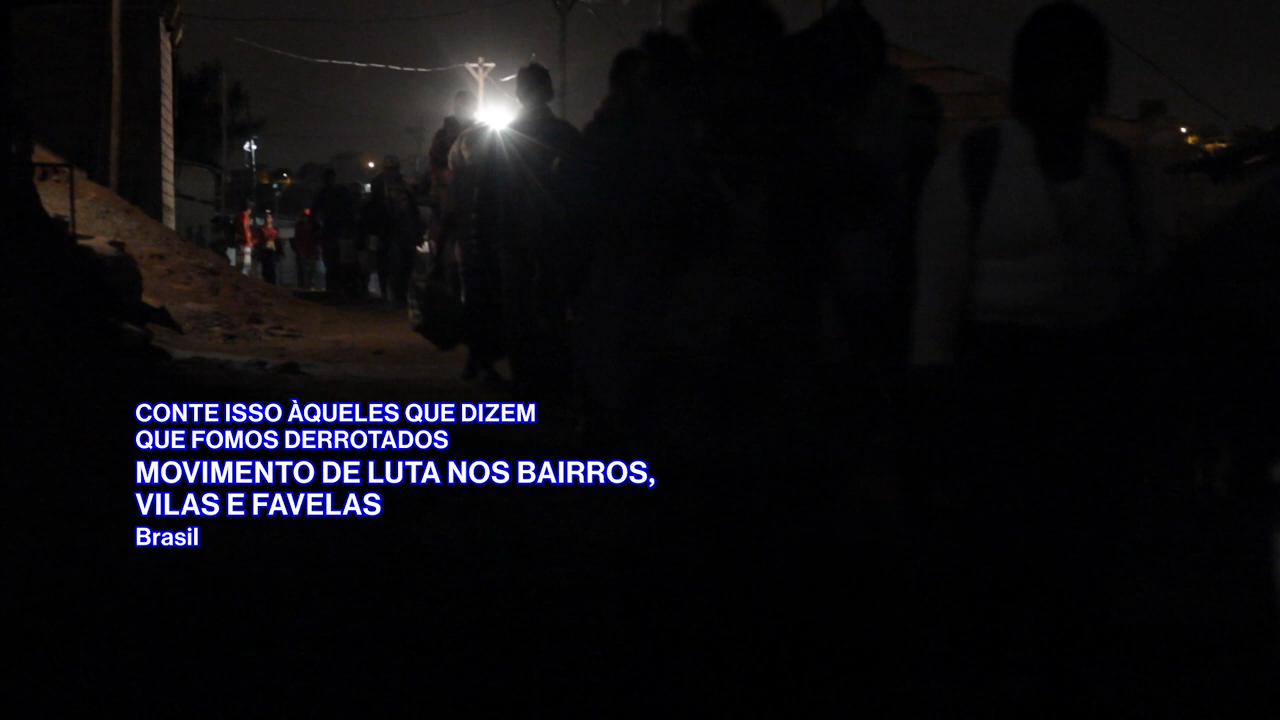 CONTE ISSO ÀQUELES QUE DIZEM
QUE FOMOS DERROTADOS
MOVIMENTO DE LUTA NOS BAIRROS,
VILAS E FAVELAS
Brasil